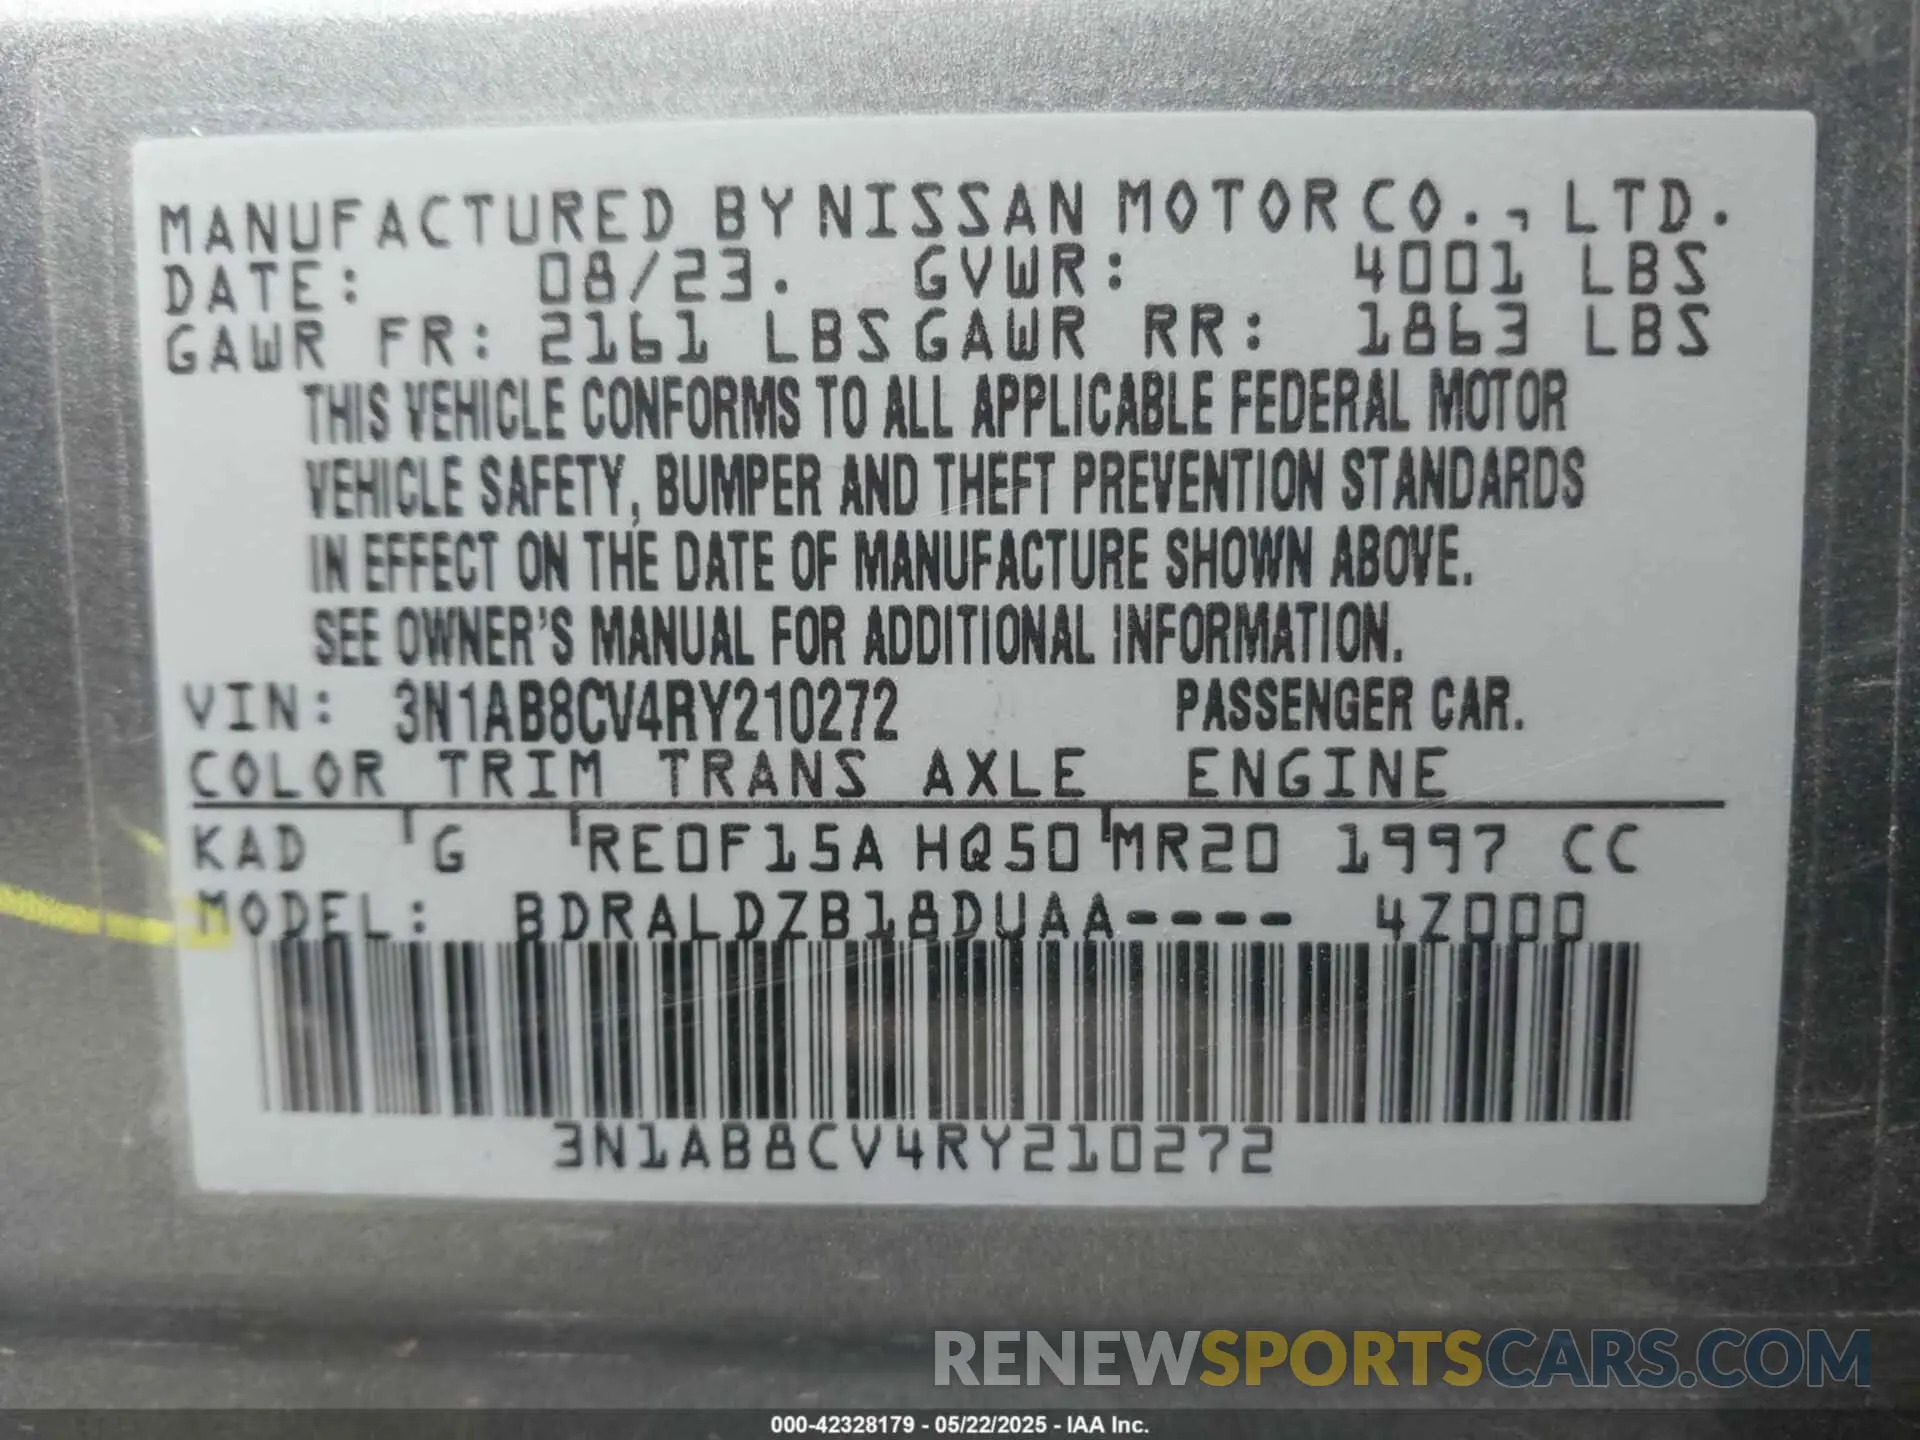 MANUFACTURED BY NISSAN MOTOR CO., LTD.
DATE: 08/23. GVWR: 4001 LBS
GAWR FR: 2161 LBS GAWR RR: 1863 LBS
THIS VEHICLE CONFORMS TO ALL APPLICABLE FEDERAL MOTOR
VEHICLE SAFETY, BUMPER AND THEFT PREVENTION STANDARDS
IN EFFECT ON THE DATE OF MANUFACTURE SHOWN ABOVE.
SEE OWNER'S MANUAL FOR ADDITIONAL INFORMATION.
VIN: 3N1AB8CV4RY210272 PASSENGER CAR.
COLOR TRIM TRANS AXLE ENGINE
KAD G RE0F15A HQ50 MR20 1997 CC
MODEL: BDRALDZB18DUAA---- 4Z000
3N1AB8CV4RY210272
RENEWSPORTSCARS.COM
000-42328179 - 05/22/2025 - IAA Inc.